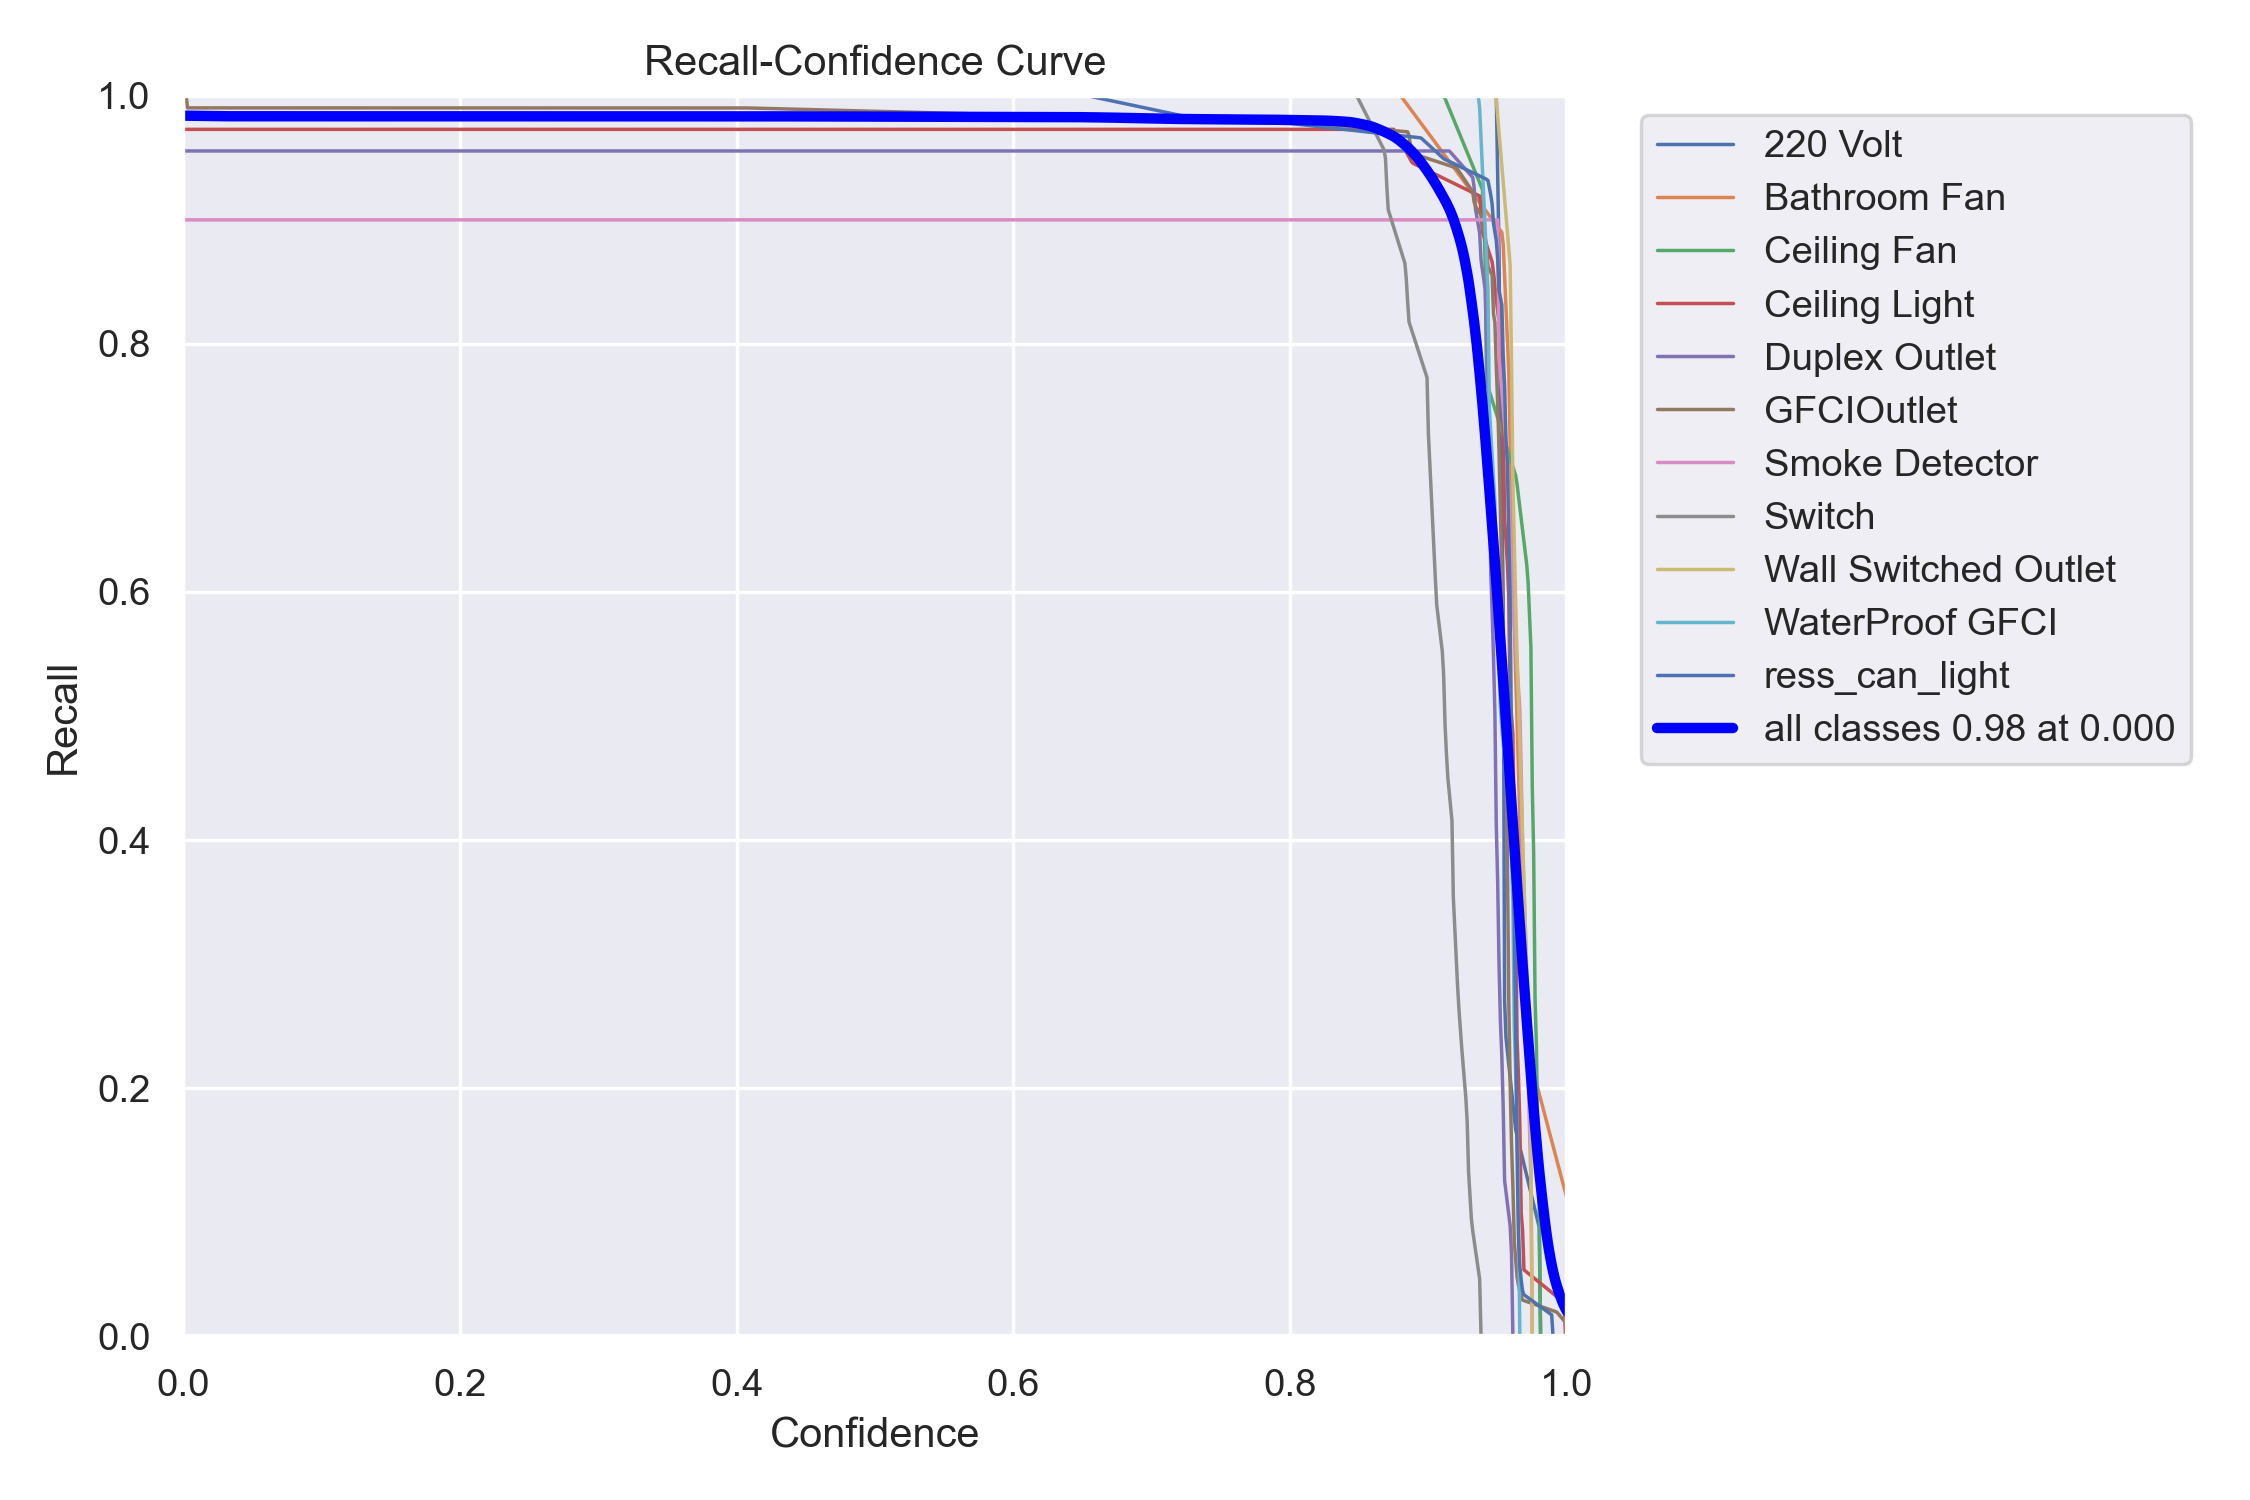 Recall-Confidence Curve
1.0
0.8
0.6
0.4
0.2
0.0
Recall
0.0 0.2 0.4 0.6 0.8 1.0
Confidence
220 Volt
Bathroom Fan
Ceiling Fan
Ceiling Light
Duplex Outlet
GFCIOutlet
Smoke Detector
Switch
Wall Switched Outlet
WaterProof GFCI
ress_can_light
all classes 0.98 at 0.000